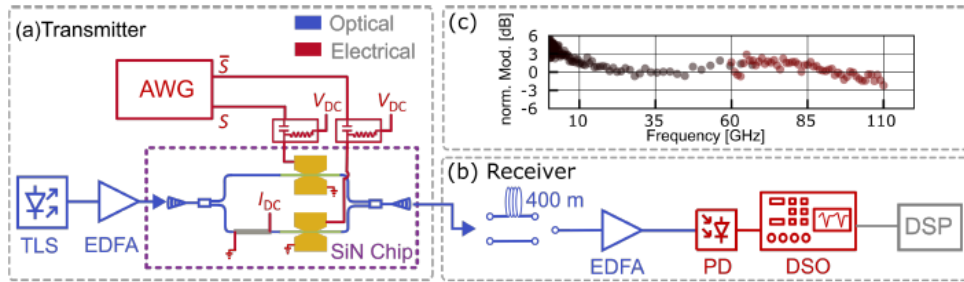 (a)Transmitter
Optical
Electrical
AWG
S̅
S
V_DC
V_DC
I_DC
TLS
EDFA
SiN Chip
(c)
norm. Mod. [dB]
6
3
0
-3
-6
10
35
60
85
110
Frequency [GHz]
(b) Receiver
400 m
EDFA
PD
DSO
DSP